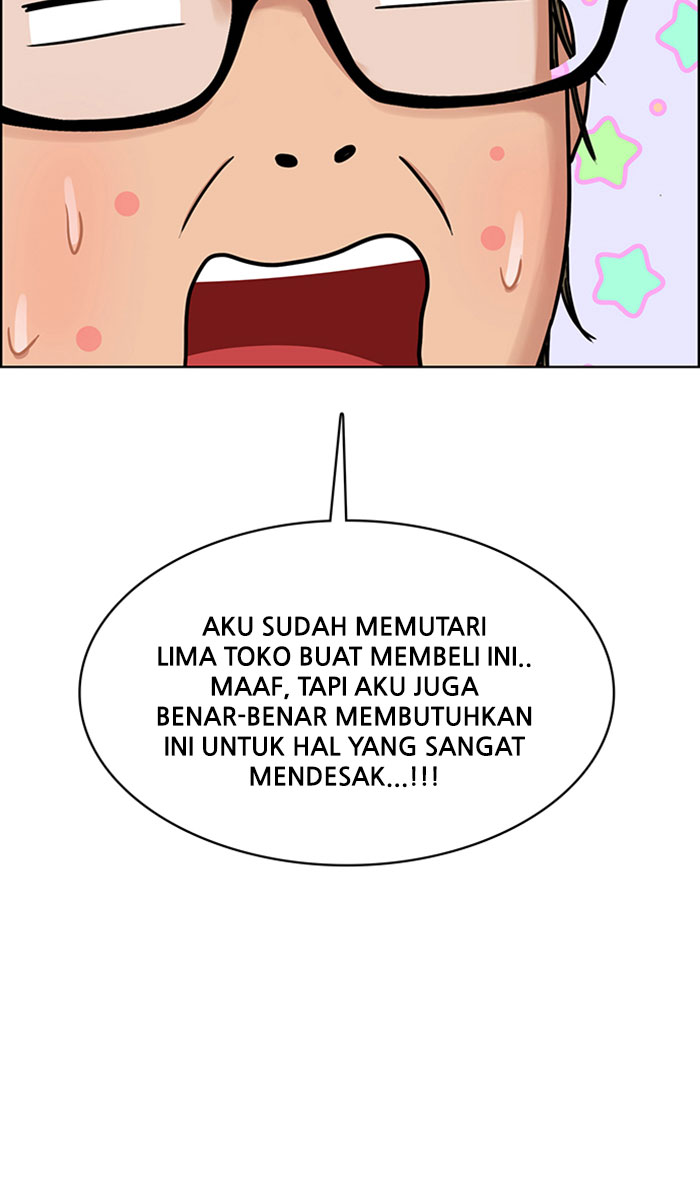 AKU SUDAH MEMUTARI
LIMA TOKO BUAT MEMBELI INI..
MAAF, TAPI AKU JUGA
BENAR-BENAR MEMBUTUHKAN
INI UNTUK HAL YANG SANGAT
MENDESAK...!!!